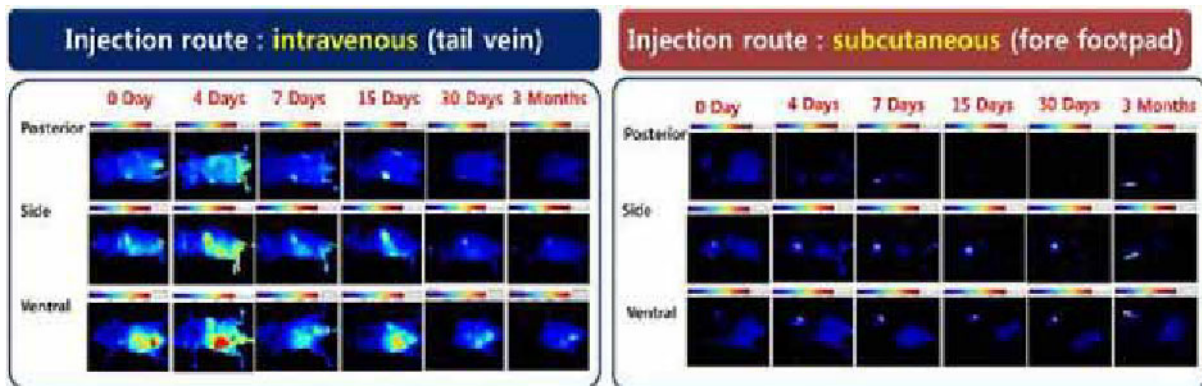 Injection route : intravenous (tail vein)
0 Day 4 Days 7 Days 15 Days 30 Days 3 Months
Posterior
Side
Ventral
Injection route : subcutaneous (fore footpad)
0 Day 4 Days 7 Days 15 Days 30 Days 3 Months
Posterior
Side
Ventral